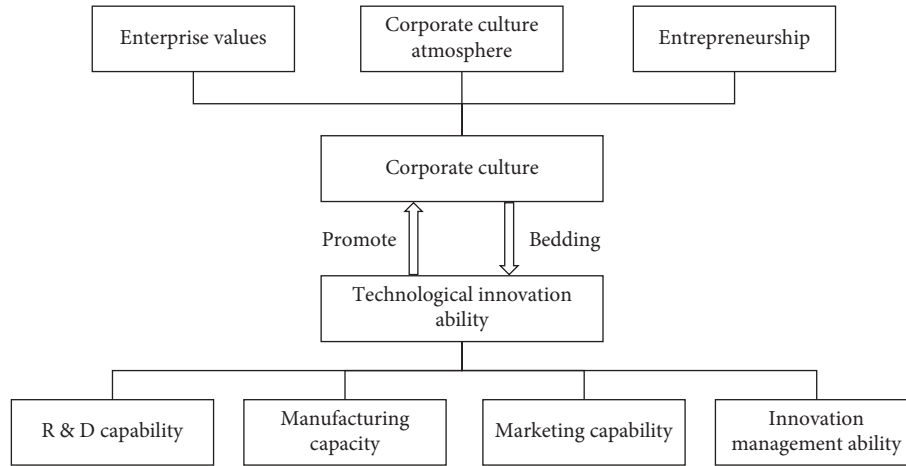 Enterprise values
Corporate culture
atmosphere
Entrepreneurship
Corporate culture
Promote
Bedding
Technological innovation
ability
R & D capability
Manufacturing
capacity
Marketing capability
Innovation
management ability